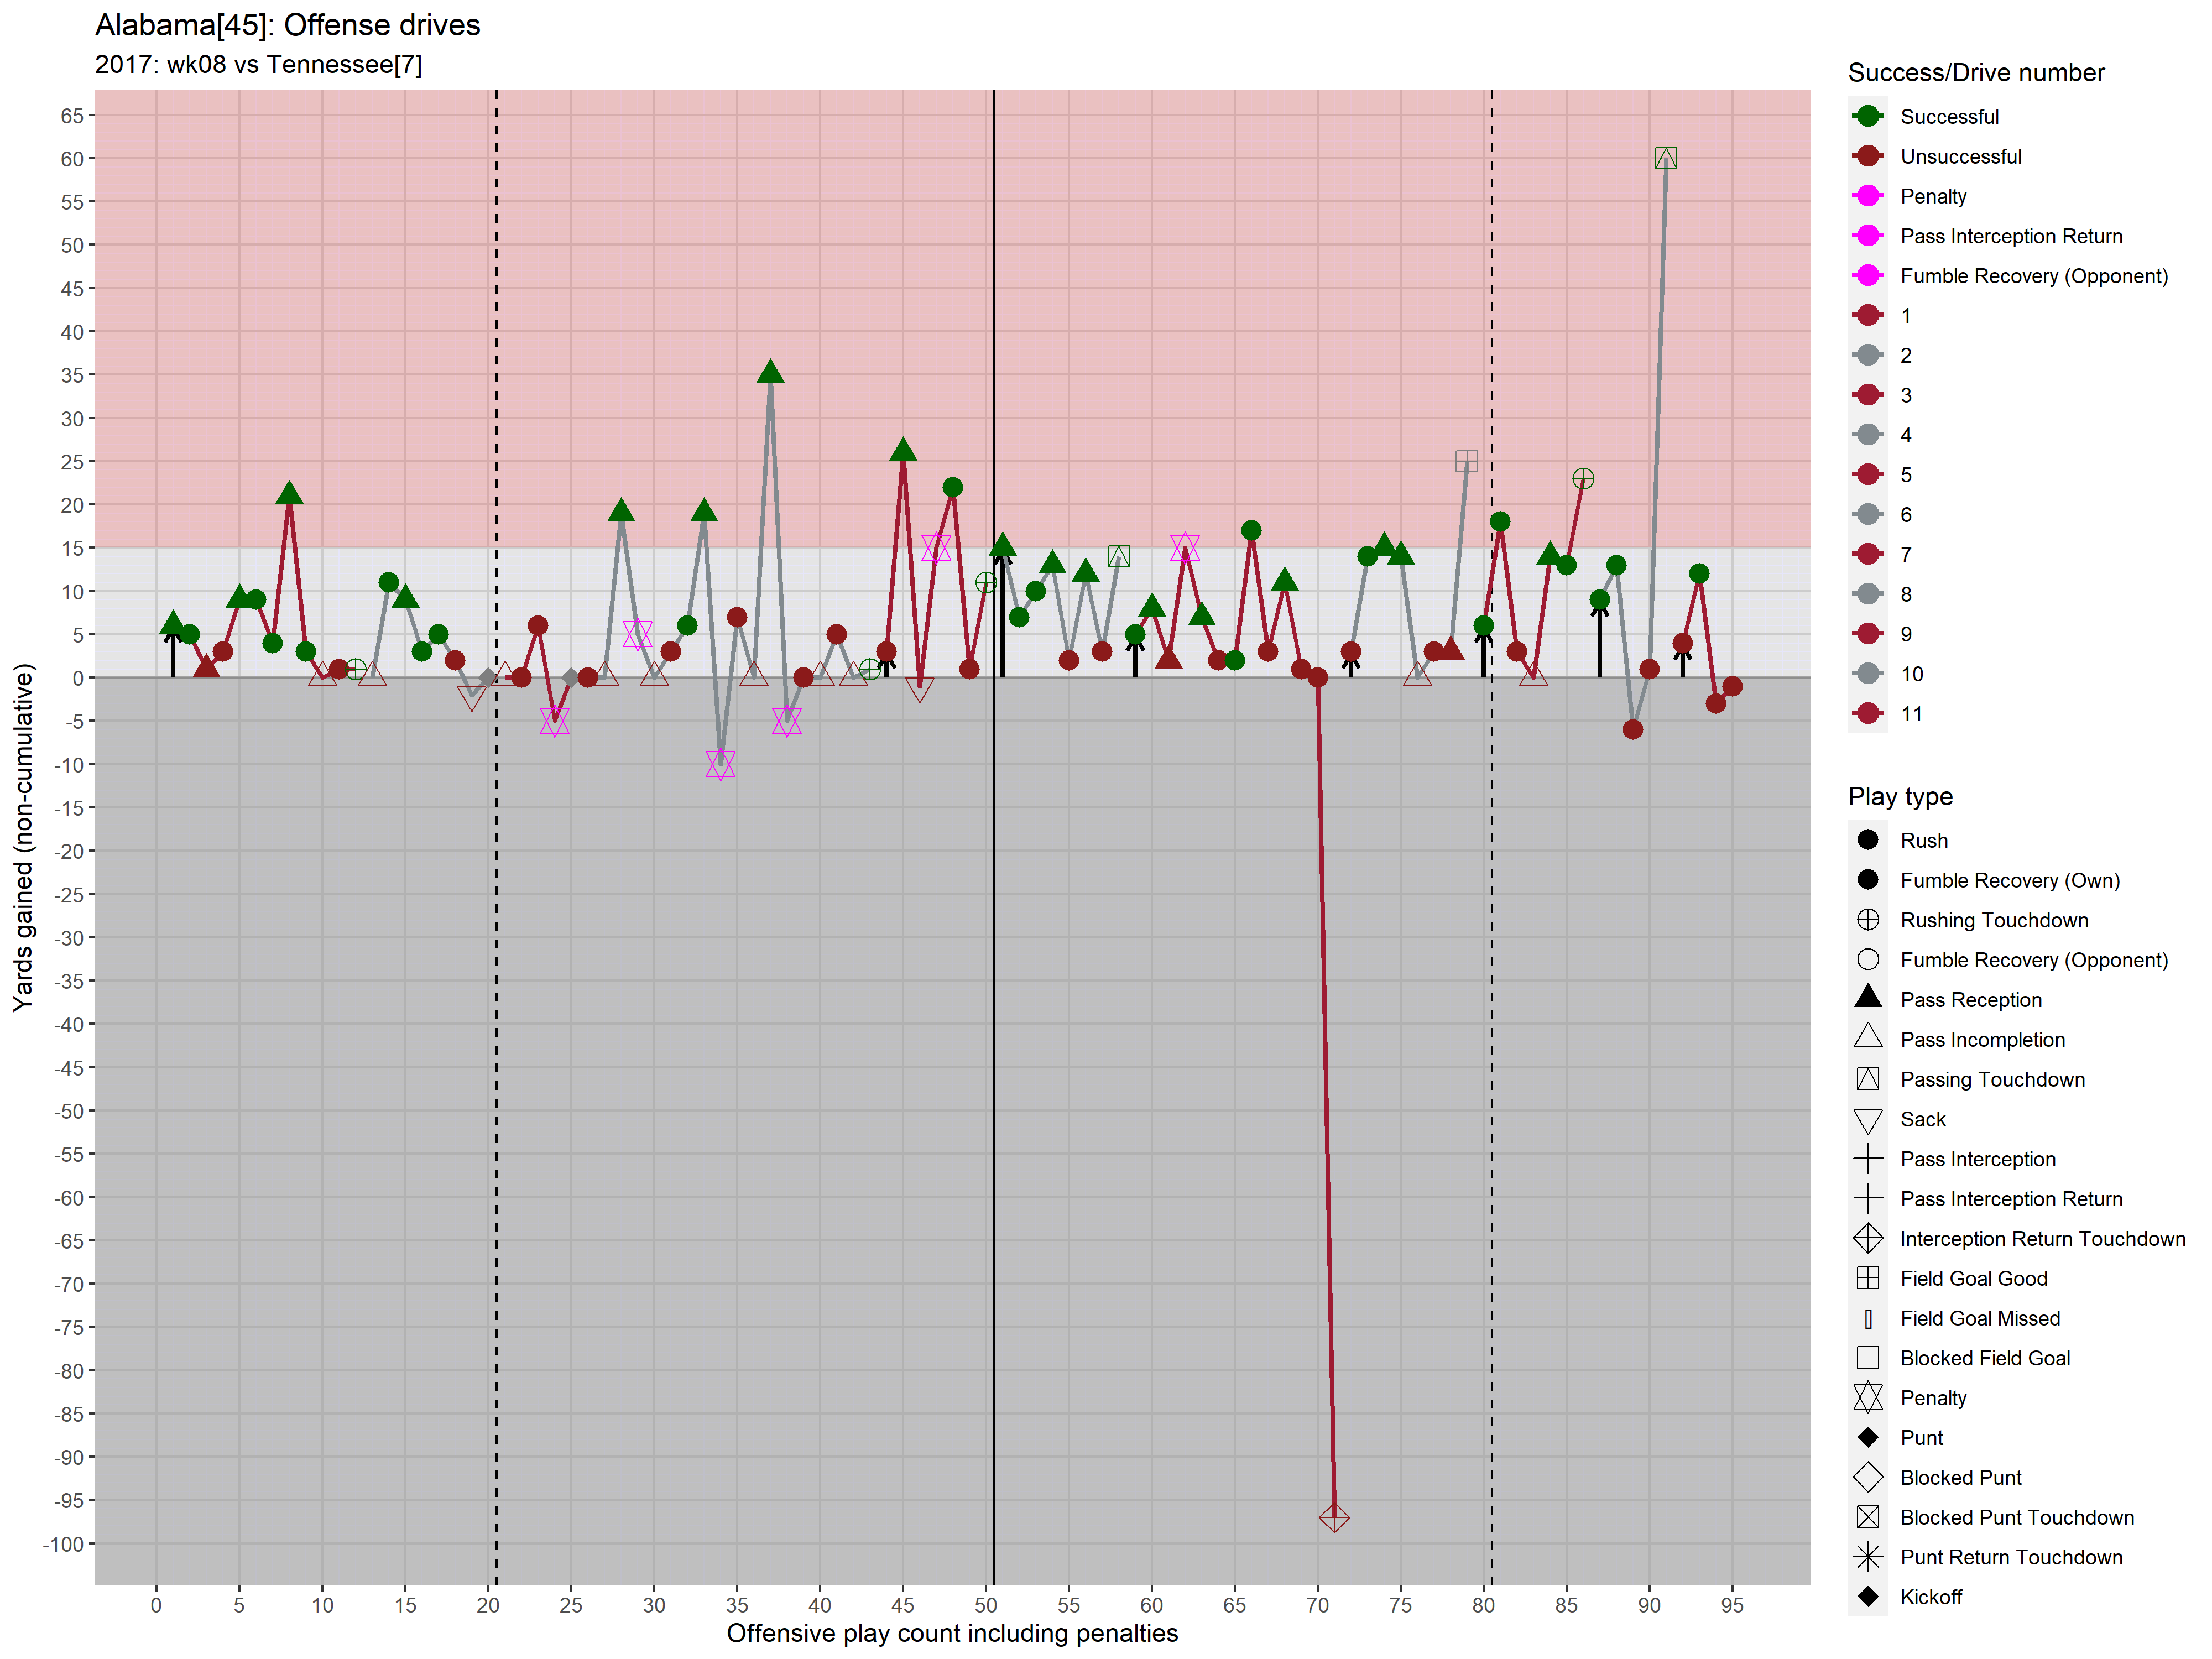 Alabama[45]: Offense drives
2017: wk08 vs Tennessee[7]
Yards gained (non-cumulative)
65
60
55
50
45
40
35
30
25
20
15
10
5
0
-5
-10
-15
-20
-25
-30
-35
-40
-45
-50
-55
-60
-65
-70
-75
-80
-85
-90
-95
-100
0 5 10 15 20 25 30 35 40 45 50 55 60 65 70 75 80 85 90 95
Offensive play count including penalties
Success/Drive number
Successful
Unsuccessful
Penalty
Pass Interception Return
Fumble Recovery (Opponent)
1
2
3
4
5
6
7
8
9
10
11
Play type
Rush
Fumble Recovery (Own)
Rushing Touchdown
Fumble Recovery (Opponent)
Pass Reception
Pass Incompletion
Passing Touchdown
Sack
Pass Interception
Pass Interception Return
Interception Return Touchdown
Field Goal Good
Field Goal Missed
Blocked Field Goal
Penalty
Punt
Blocked Punt
Blocked Punt Touchdown
Punt Return Touchdown
Kickoff